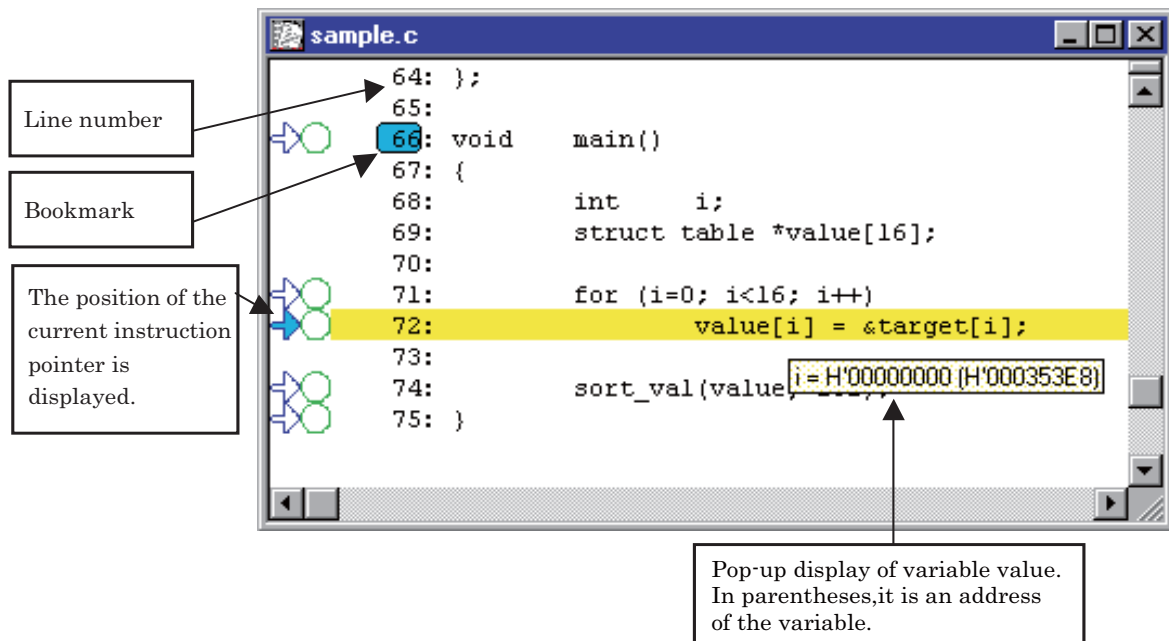 sample.c
64: };
65:
66: void main()
67: {
68: int i;
69: struct table *value[16];
70:
71: for (i=0; i<16; i++)
72: value[i] = &target[i];
73:
i = H'00000000 (H'000353E8)
74: sort_val(value,
75: }
Line number
Bookmark
The position of the
current instruction
pointer is
displayed.
Pop-up display of variable value.
In parentheses,it is an address
of the variable.